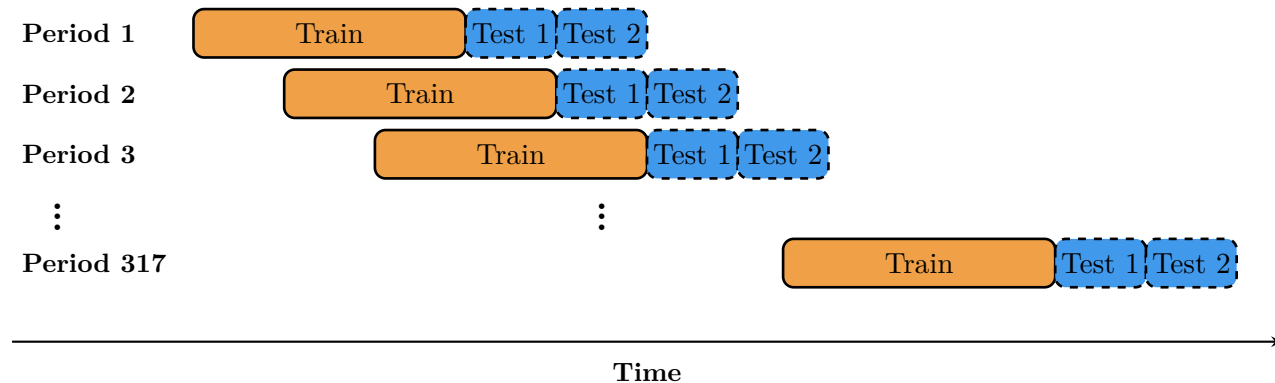 Period 1 Train Test 1 Test 2
Period 2 Train Test 1 Test 2
Period 3 Train Test 1 Test 2
Period 317 Train Test 1 Test 2
Time